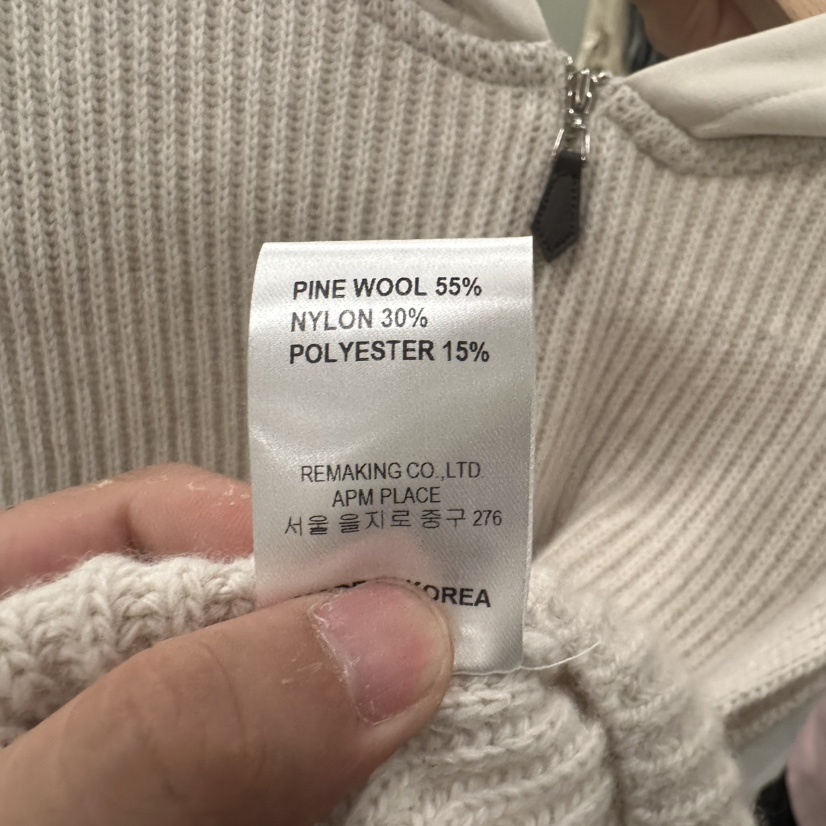 PINE WOOL 55%
NYLON 30%
POLYESTER 15%
REMAKING CO.,LTD.
APM PLACE
서울 을지로 중구 276
KOREA